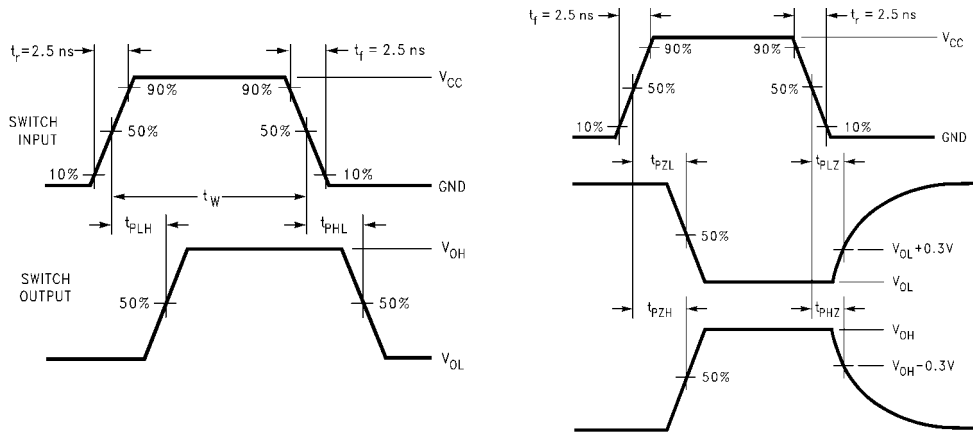 t_r = 2.5 ns
t_f = 2.5 ns
V_CC
90%
90%
SWITCH INPUT
50%
50%
10%
10%
GND
t_W
t_PLH
t_PHL
V_OH
SWITCH OUTPUT
50%
50%
V_OL
t_f = 2.5 ns
t_r = 2.5 ns
V_CC
90%
90%
50%
50%
10%
10%
GND
t_PZL
t_PLZ
50%
V_OL + 0.3V
V_OL
t_PZH
t_PHZ
V_OH
50%
V_OH − 0.3V